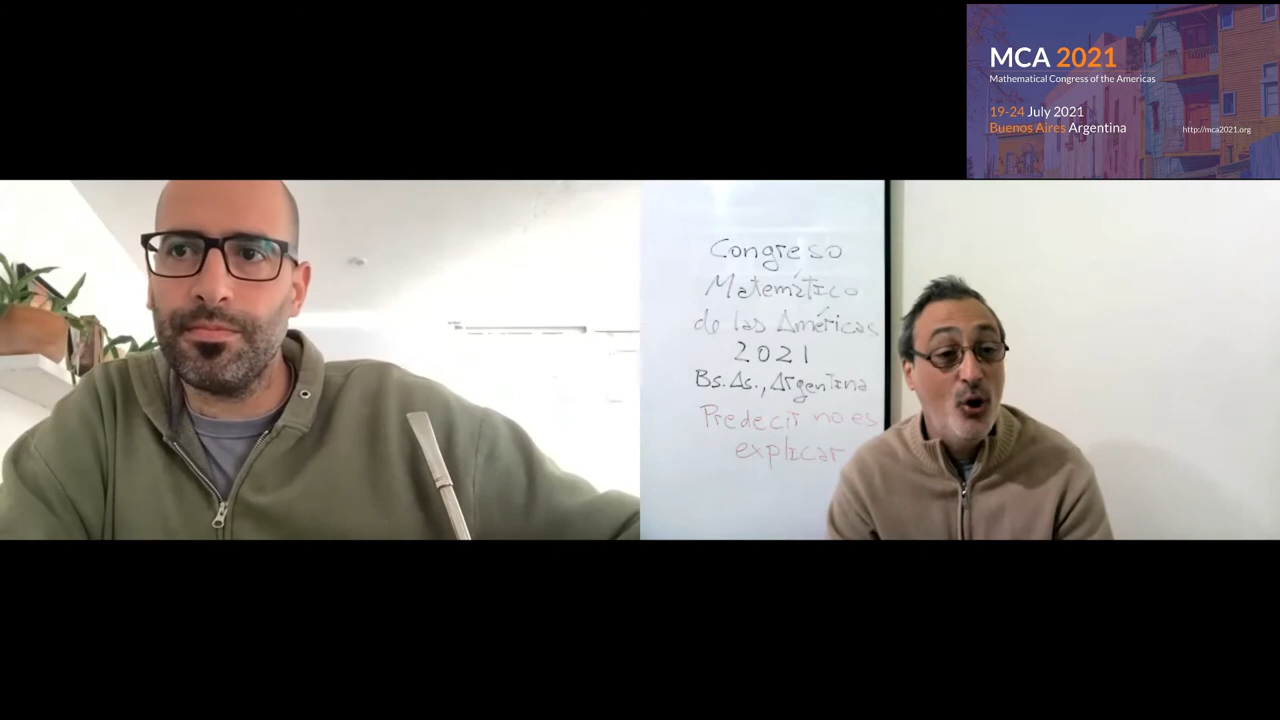 MCA 2021
Mathematical Congress of the Americas
19-24 July 2021
Buenos Aires Argentina
http://mca2021.org
Congreso
Matemático
de las Américas
2021
Bs. As., Argentina
Predecir no es
explicar